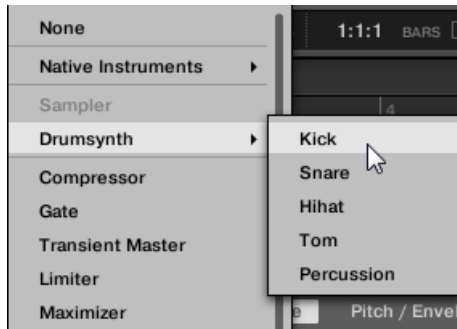 None
1:1:1 BARS
Native Instruments
Sampler
4
Drumsynth
Kick
Compressor
Snare
Gate
Hihat
Transient Master
Tom
Limiter
Percussion
Maximizer
Pitch /